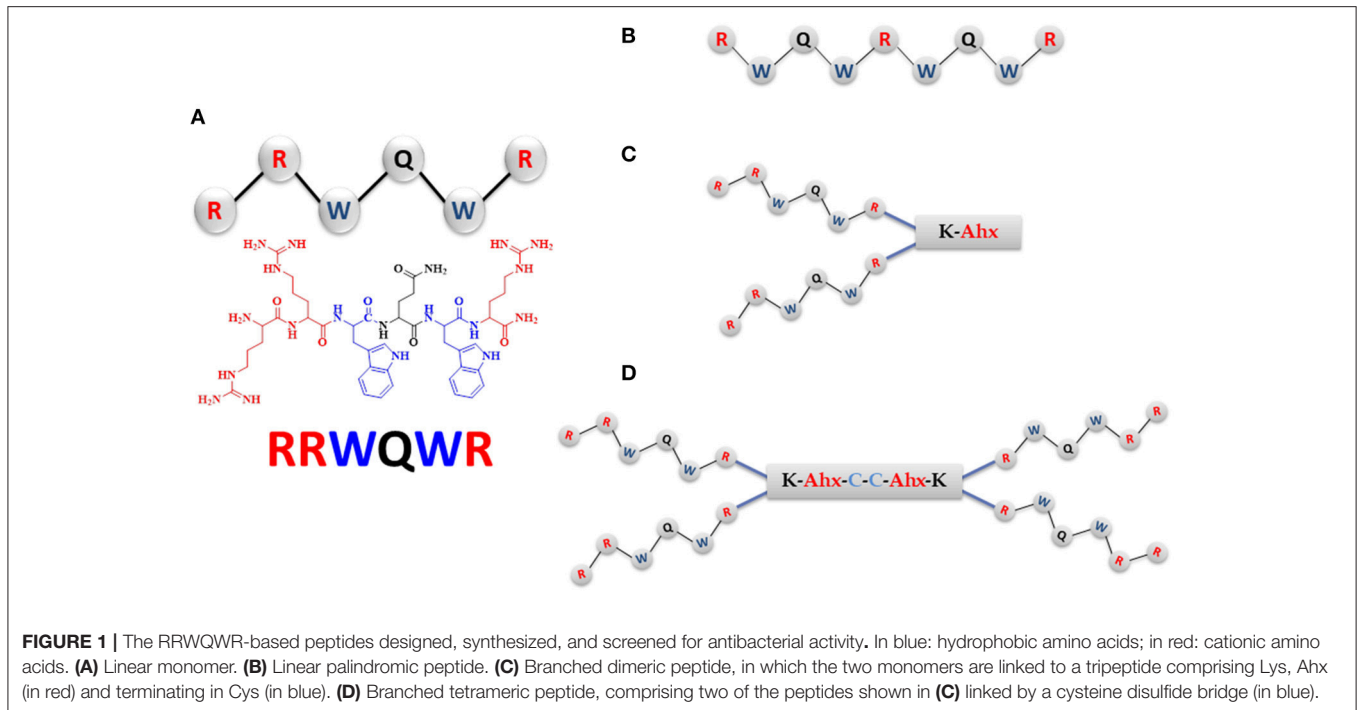 A
R R W Q W R
H₂N NH
HN
H₂N
O
N
H
H
N
O
O NH₂
N
H
O
H
N
O
N
H
HN NH₂
NH
NH₂
O
NH
NH
HN
H₂N NH
RRWQWR
B
R W Q W R W Q W R
C
R R W Q W R
K-Ahx
R R W Q W R
D
R R W Q W R
R W Q W R R
K-Ahx-C-C-Ahx-K
R R W Q W R
R W Q W R R
FIGURE 1 | The RRWQWR-based peptides designed, synthesized, and screened for antibacterial activity. In blue: hydrophobic amino acids; in red: cationic amino
acids. (A) Linear monomer. (B) Linear palindromic peptide. (C) Branched dimeric peptide, in which the two monomers are linked to a tripeptide comprising Lys, Ahx
(in red) and terminating in Cys (in blue). (D) Branched tetrameric peptide, comprising two of the peptides shown in (C) linked by a cysteine disulfide bridge (in blue).